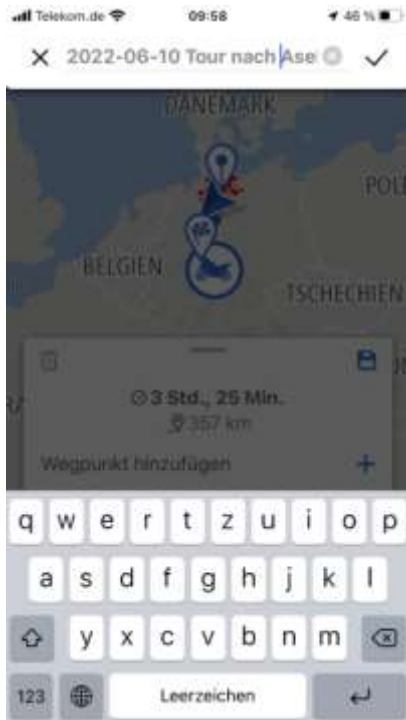 Telekom.de 09:58 46 %
2022-06-10 Tour nach Ase
DÄNEMARK
POLE
BELGIEN
TSCHECHIEN
3 Std., 25 Min.
357 km
Wegpunkt hinzufügen
q w e r t z u i o p
a s d f g h j k l
y x c v b n m
123 Leerzeichen